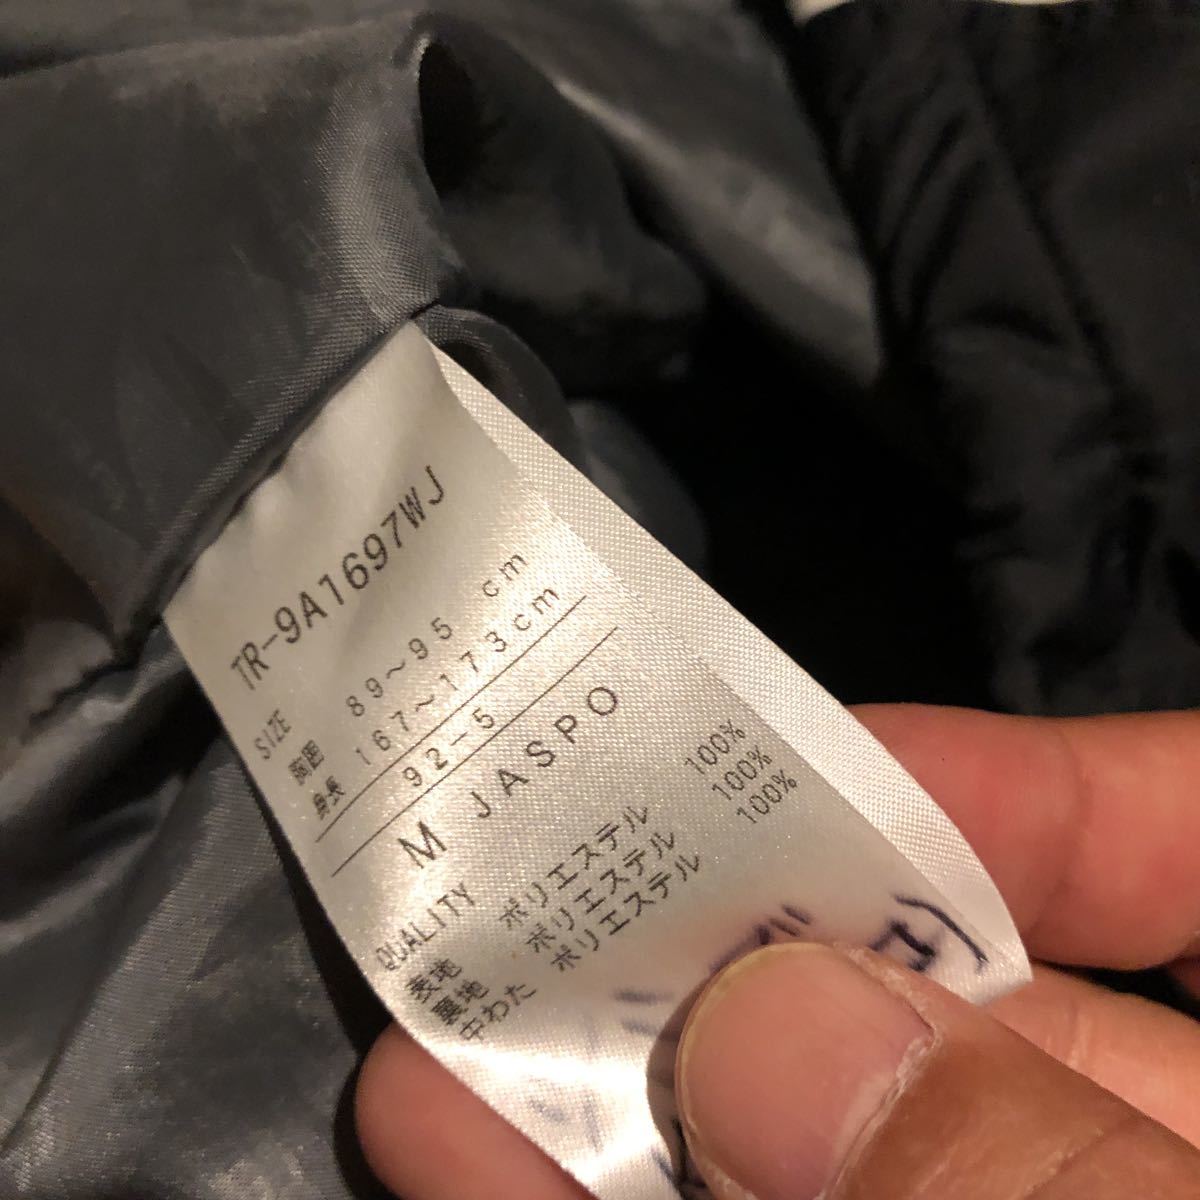 TR-9A1697WJ
SIZE
胸囲 89～95 cm
身長 167～173cm
92-5
M JASPO
QUALITY
表地 ポリエステル 100%
裏地 ポリエステル 100%
中わた ポリエステル 100%